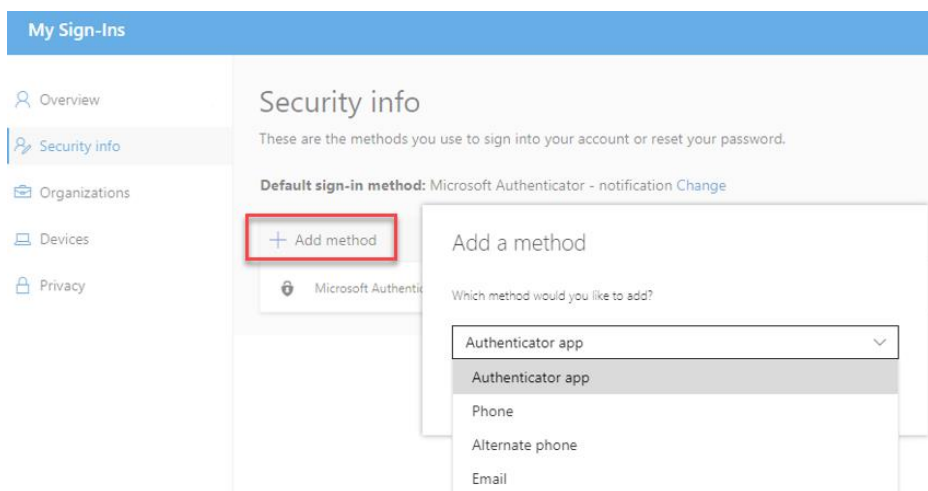 My Sign-Ins
Overview
Security info
Organizations
Devices
Privacy
Security info
These are the methods you use to sign into your account or reset your password.
Default sign-in method: Microsoft Authenticator - notification Change
+ Add method
Microsoft
Add a method
Which method would you like to add?
Authenticator app
Authenticator app
Phone
Alternate phone
Email